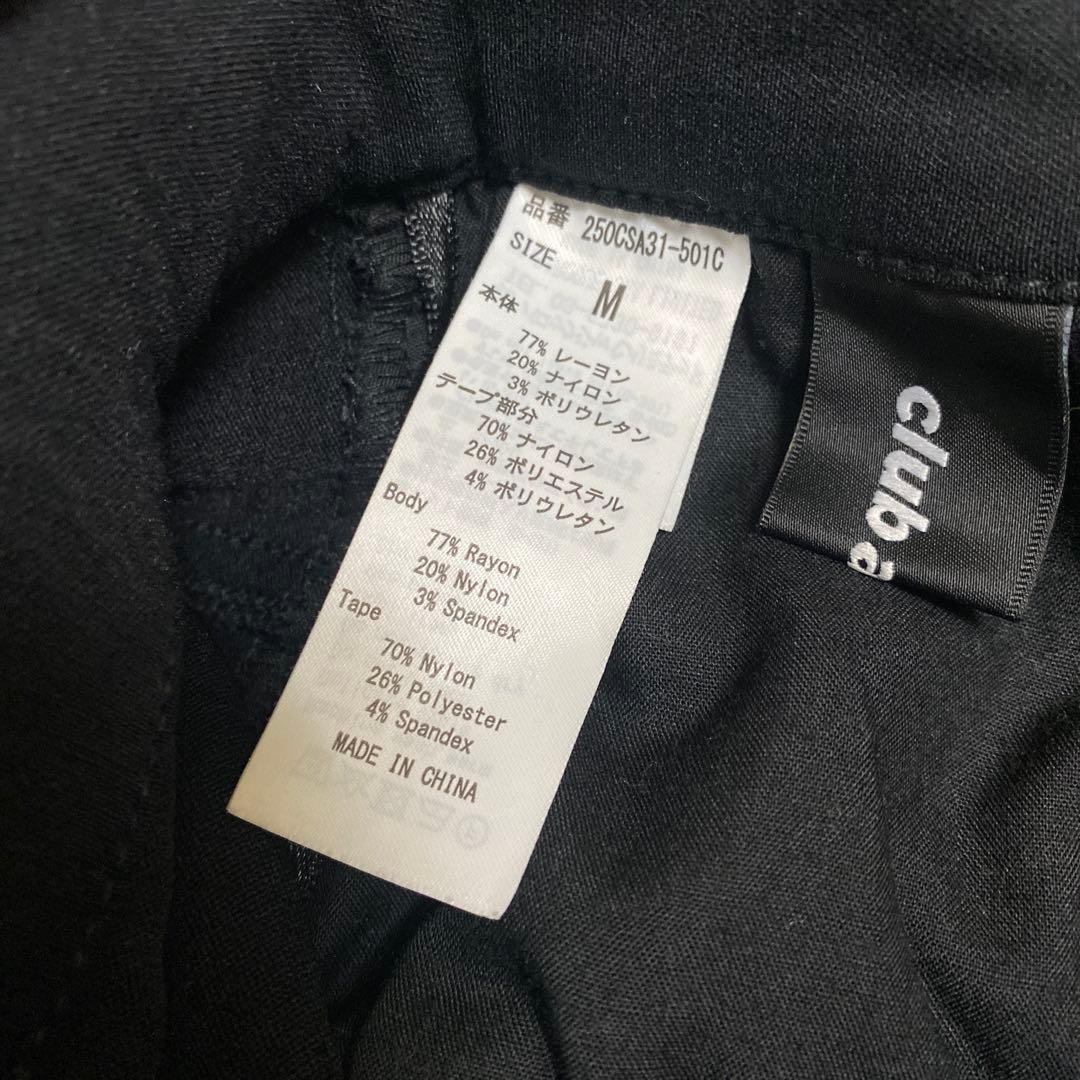 品番 250CSA31-501C
SIZE
M
本体
77% レーヨン
20% ナイロン
3% ポリウレタン
テープ部分
70% ナイロン
26% ポリエステル
4% ポリウレタン
Body
77% Rayon
20% Nylon
3% Spandex
Tape
70% Nylon
26% Polyester
4% Spandex
MADE IN CHINA
club